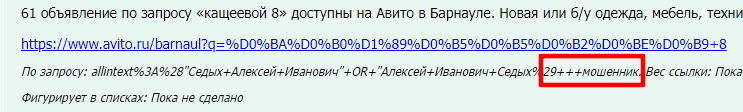 61 объявление по запросу «кащеевой 8» доступны на Авито в Барнауле. Новая или б/у одежда, мебель, техни
https://www.avito.ru/barnaul?q=%D0%BA%D0%B0%D1%89%D0%B5%D0%B5%D0%B2%D0%BE%D0%B9+8
По запросу: allintext%3A%28"Седых+Алексей+Иванович"+OR+"Алексей+Иванович+Седых%29+++мошенник. Вес ссылки: Пока
Фигурирует в списках: Пока не сделано